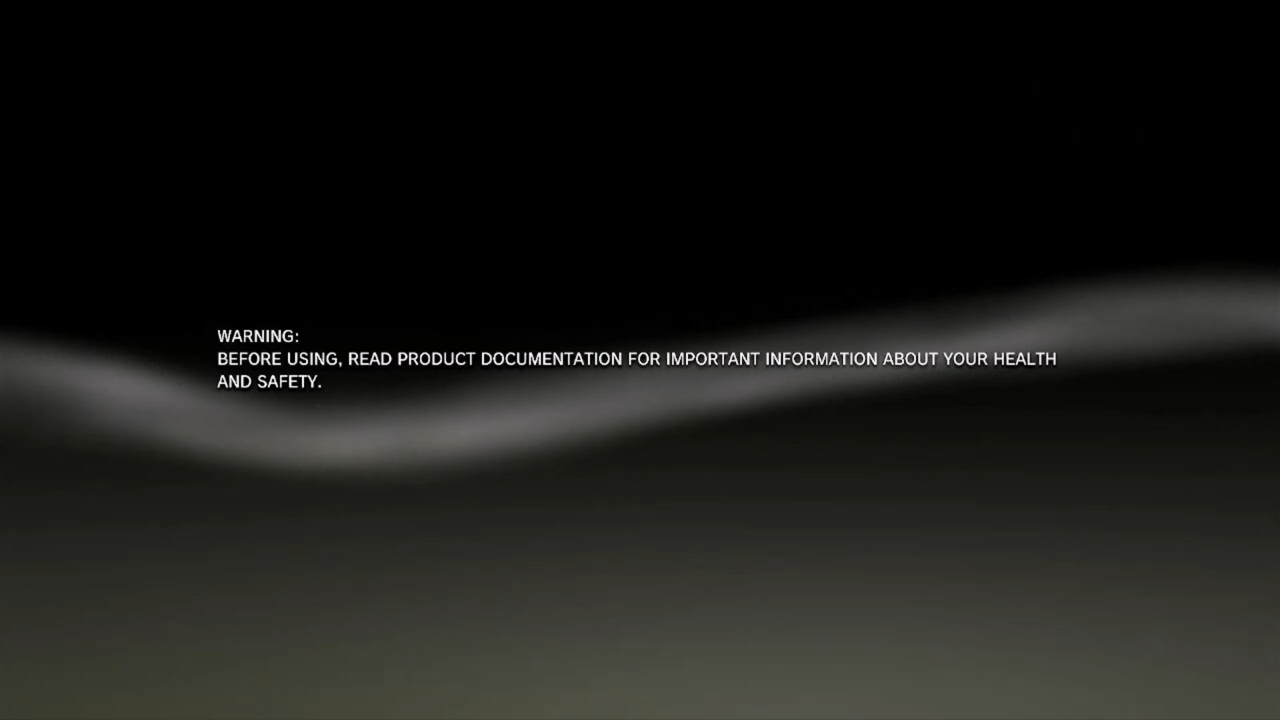 WARNING:
BEFORE USING, READ PRODUCT DOCUMENTATION FOR IMPORTANT INFORMATION ABOUT YOUR HEALTH
AND SAFETY.